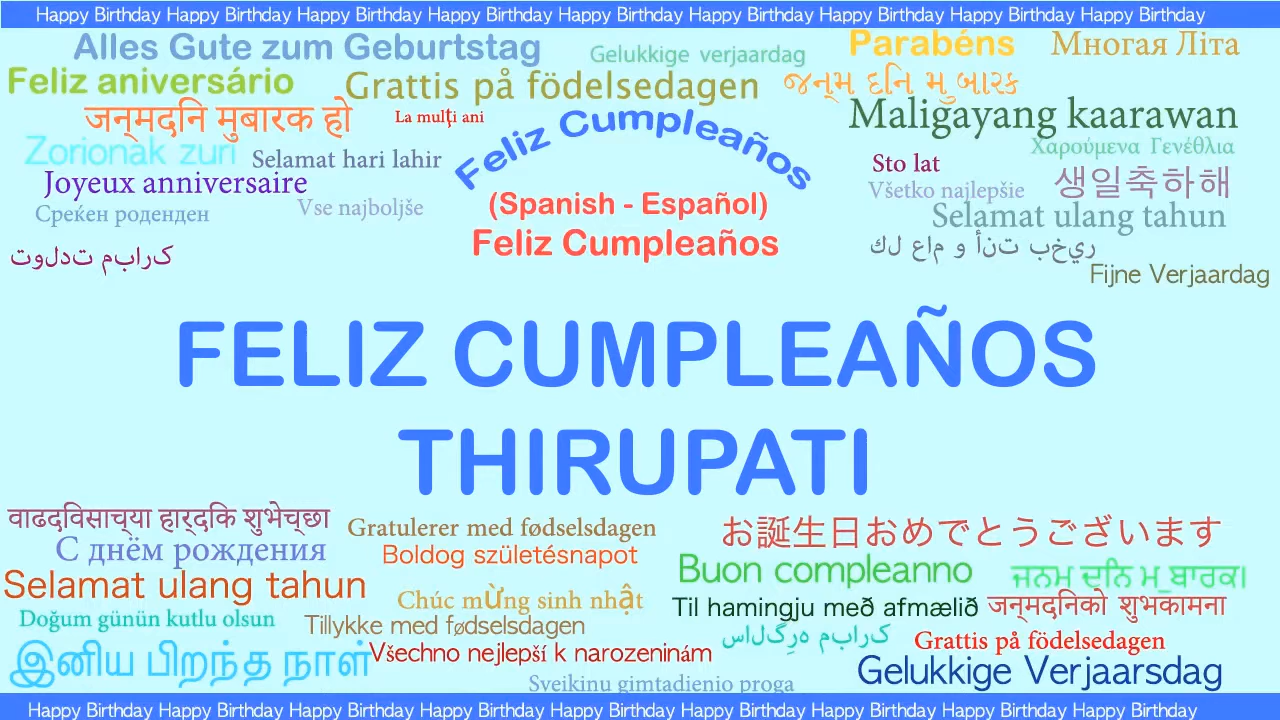 Happy Birthday Happy Birthday Happy Birthday Happy Birthday Happy Birthday Happy Birthday Happy Birthday Happy Birthday Happy Birthday
Alles Gute zum Geburtstag
Gelukkige verjaardag
Parabéns
Многая Літа
Feliz aniversário
Grattis på födelsedagen
જન્મ દિન મુબારક
जन्मदिन मुबारक हो
La mulţi ani
Feliz Cumpleaños
Maligayang kaarawan
Zorionak zuri
Selamat hari lahir
Sto lat
Χαρούμενα Γενέθλια
Joyeux anniversaire
(Spanish - Español)
Všetko najlepšie
생일축하해
Среќен роденден
Vse najboljše
Feliz Cumpleaños
Selamat ulang tahun
تولدت مبارک
كل عام و أنت بخير
Fijne Verjaardag
FELIZ CUMPLEAÑOS
THIRUPATI
वाढदिवसाच्या हार्दिक शुभेच्छा
Gratulerer med fødselsdagen
お誕生日おめでとうございます
С днём рождения
Boldog születésnapot
Buon compleanno
ਜਨਮ ਦਿਨ ਮੁਬਾਰਕ।
Selamat ulang tahun
Chúc mừng sinh nhật
Til hamingju með afmælið
जन्मदिनको शुभकामना
Doğum günün kutlu olsun
Tillykke med fødselsdagen
سالگرہ مبارک
Grattis på födelsedagen
இனிய பிறந்த நாள்
Všechno nejlepší k narozeninám
Gelukkige Verjaarsdag
Sveikinu gimtadienio proga
Happy Birthday Happy Birthday Happy Birthday Happy Birthday Happy Birthday Happy Birthday Happy Birthday Happy Birthday Happy Birthday